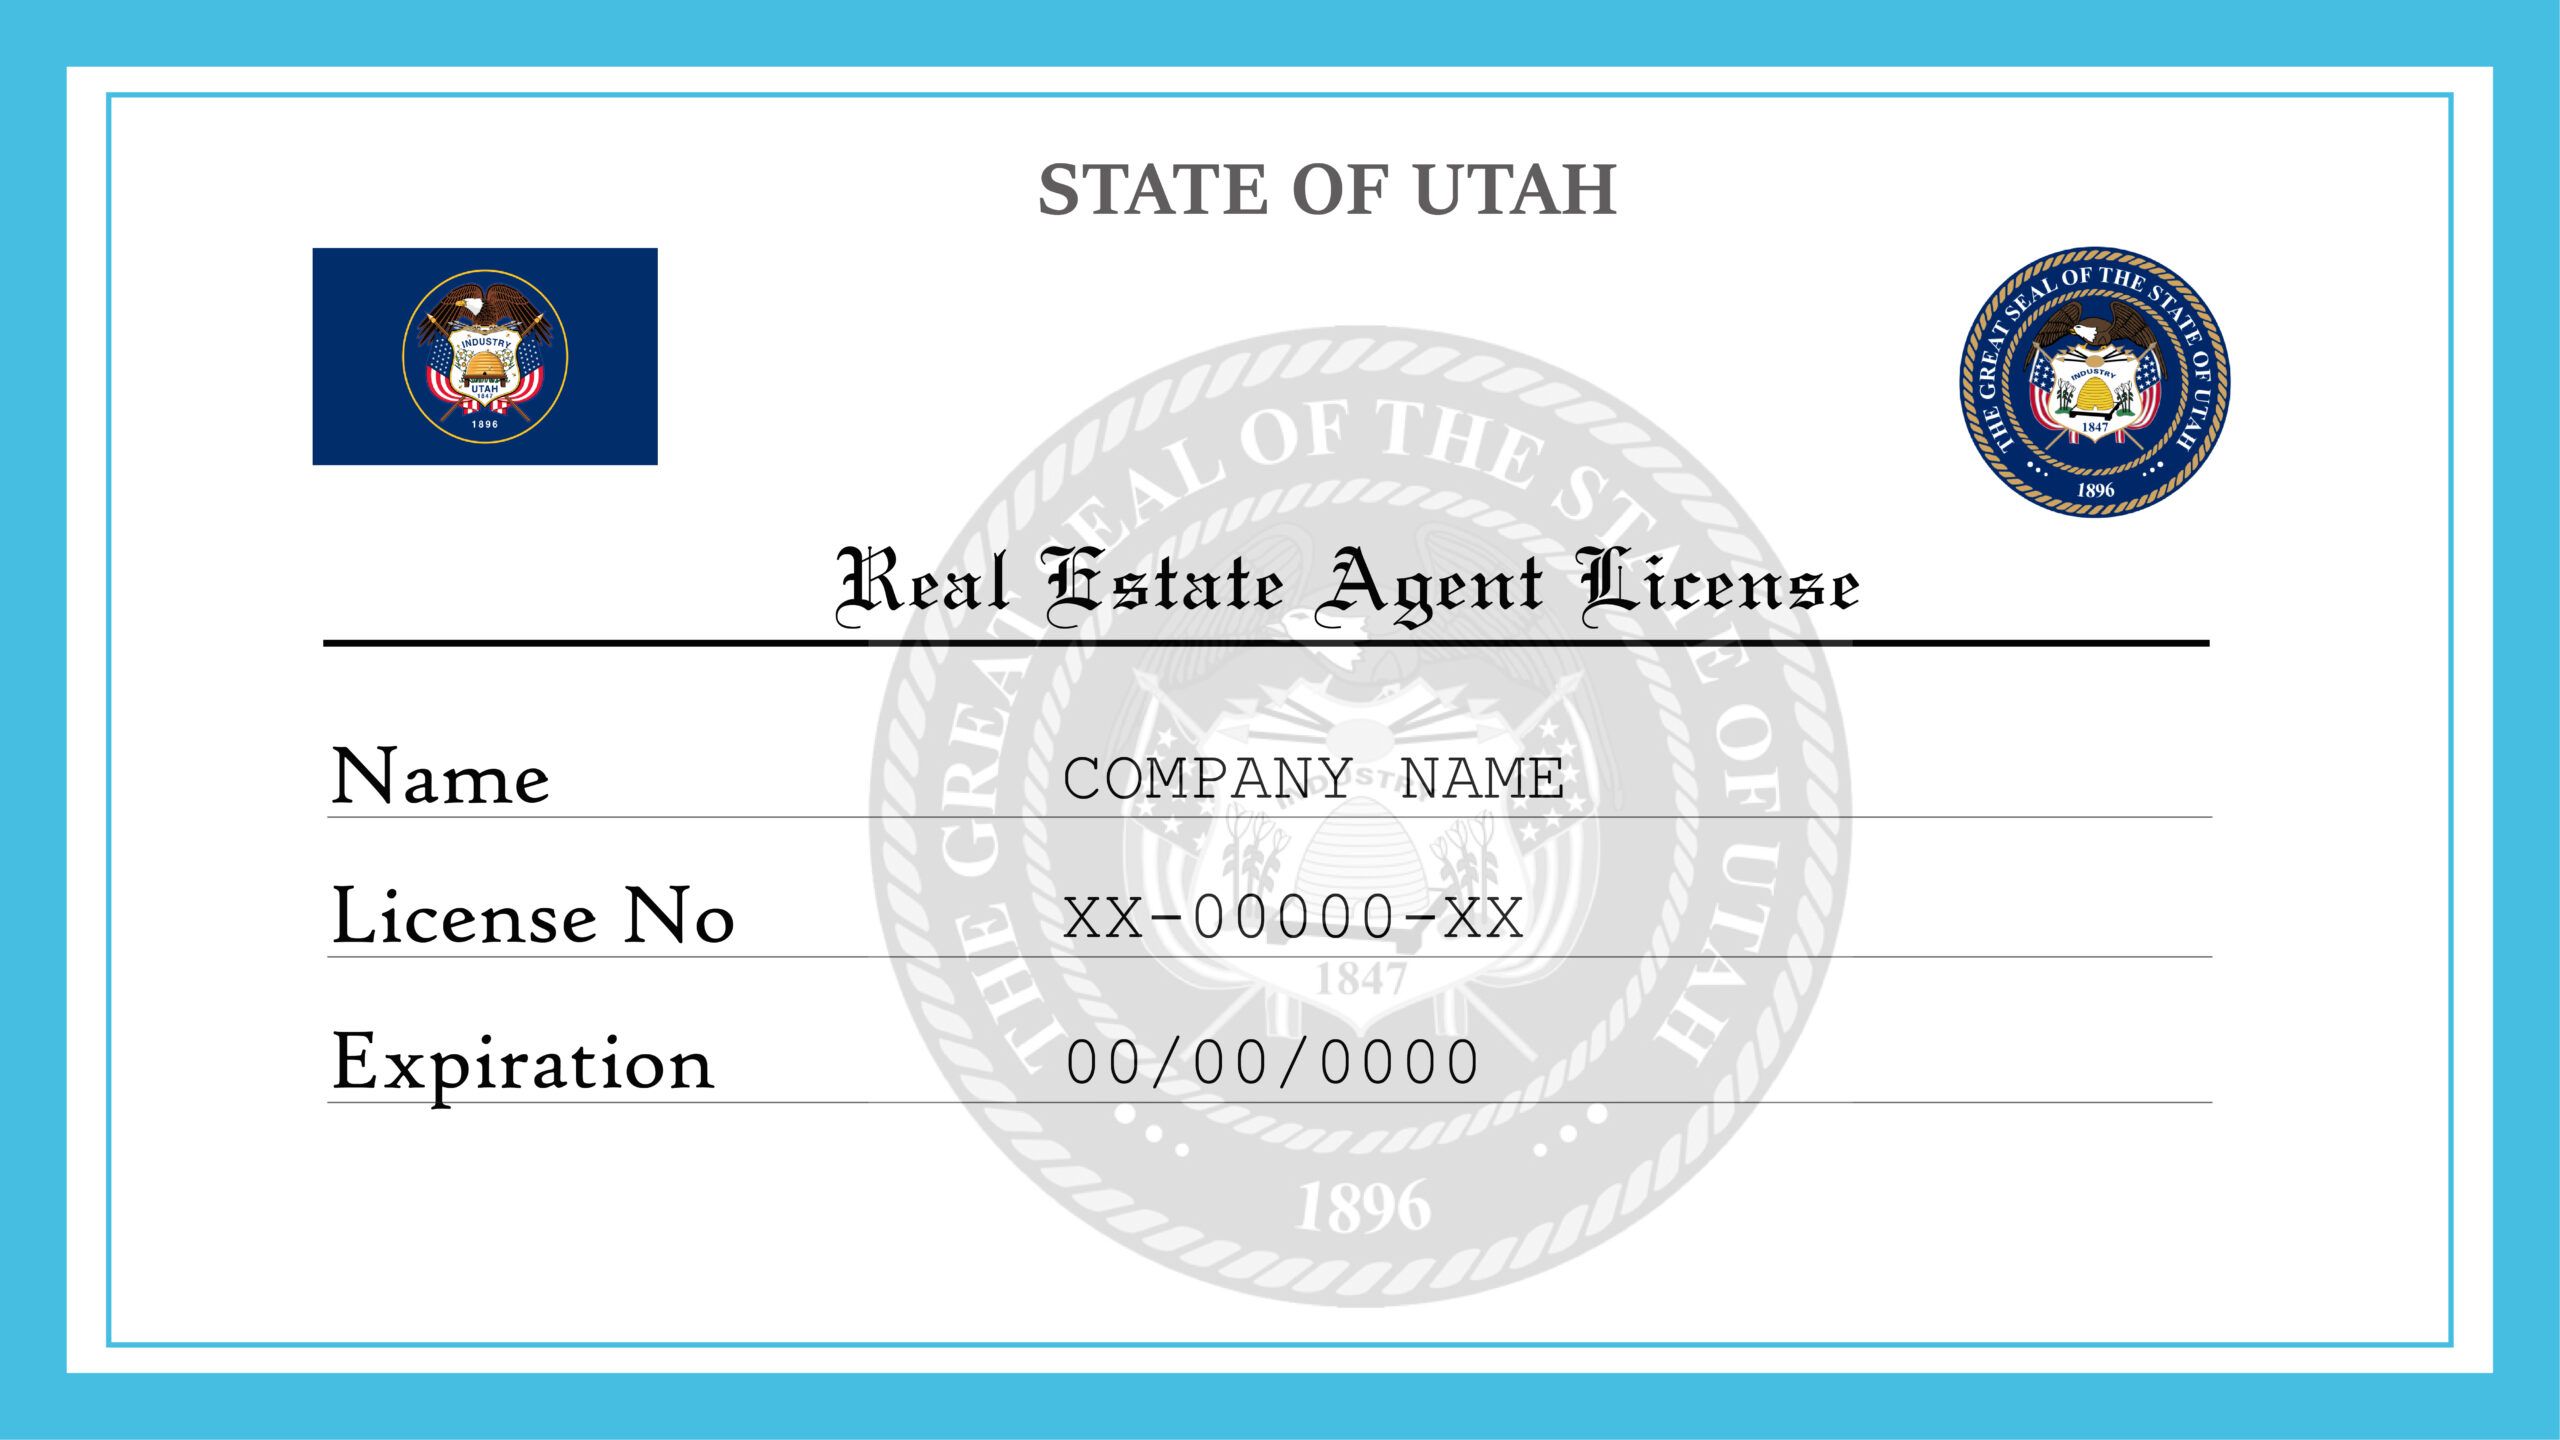 STATE OF UTAH
INDUSTRY
UTAH
1847
1896
THE GREAT SEAL OF THE STATE OF UTAH
INDUSTRY
1847
1896
Real Estate Agent License
THE GREAT SEAL OF THE STATE OF UTAH
INDUSTRY
1847
1896
Name COMPANY NAME
License No XX-00000-XX
Expiration 00/00/0000